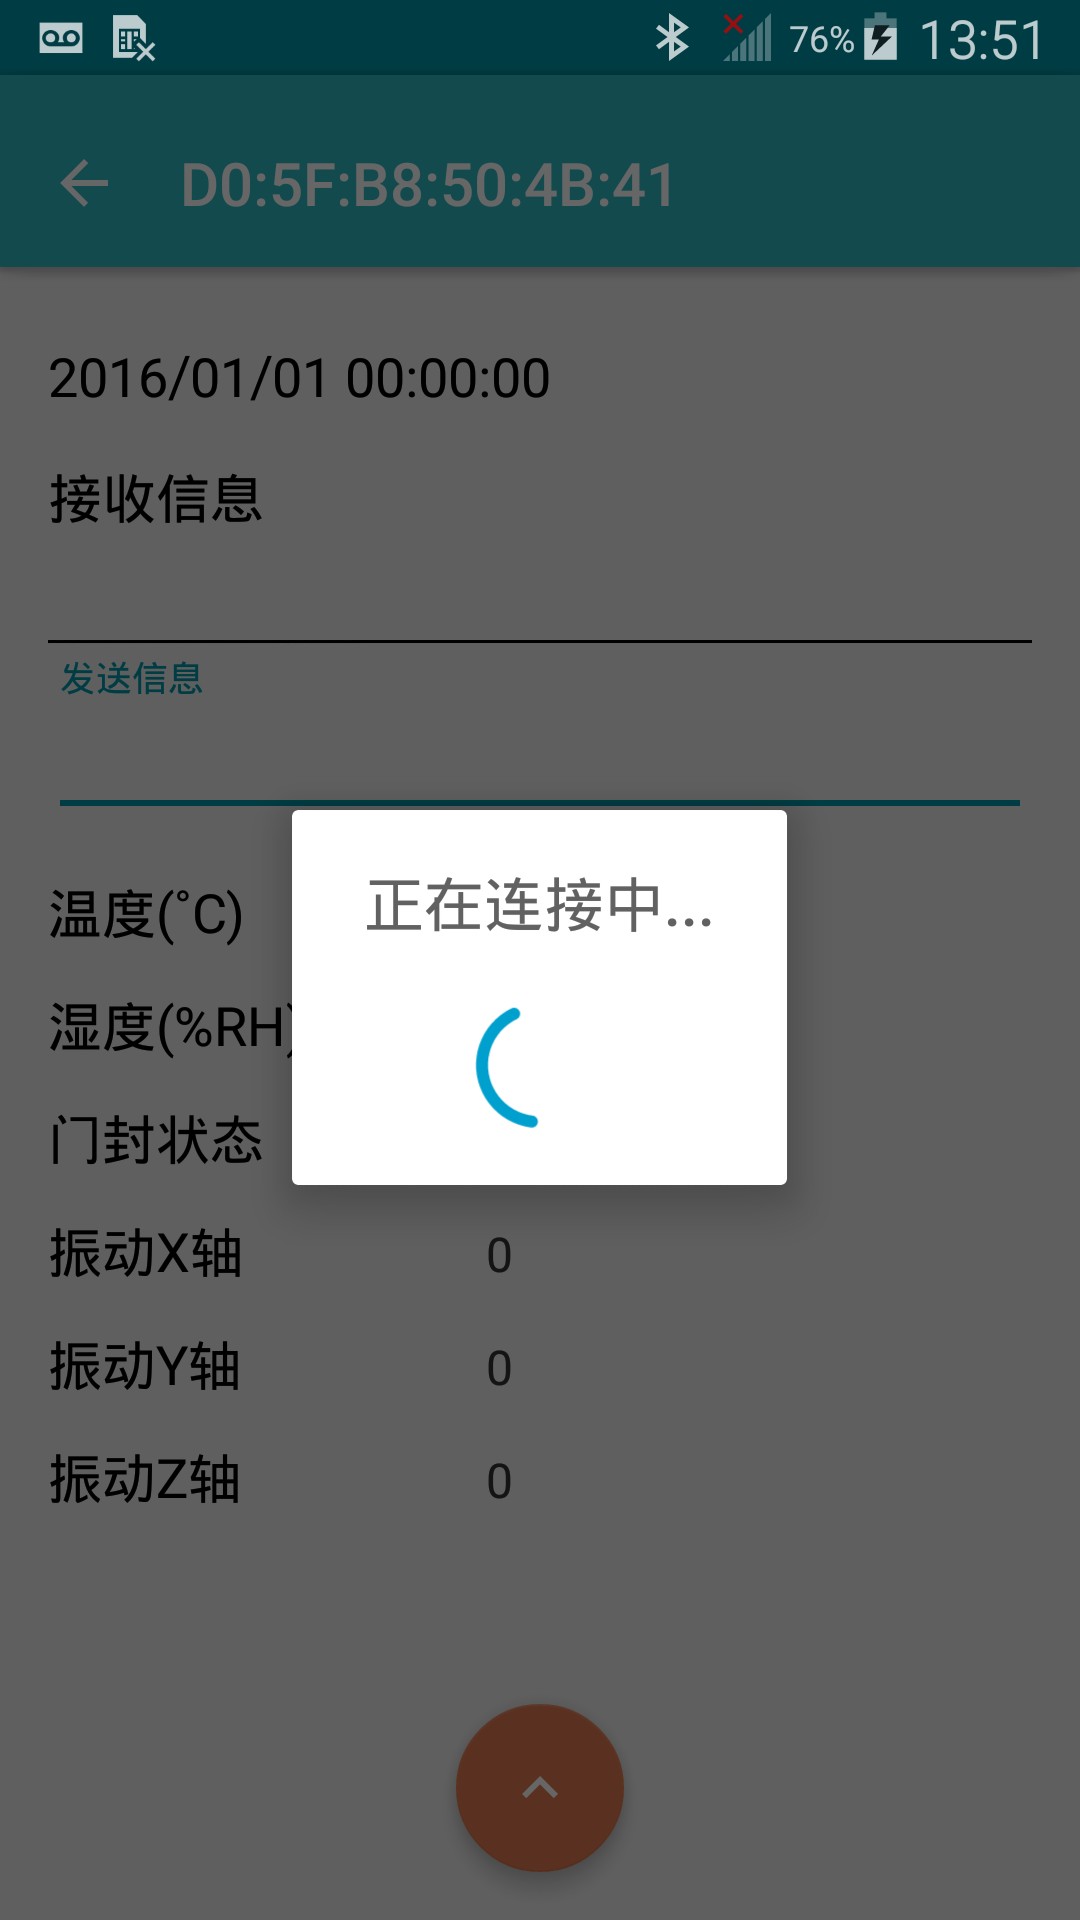 76% 13:51
D0:5F:B8:50:4B:41
2016/01/01 00:00:00
接收信息
发送信息
正在连接中...
温度(°C)
湿度(%RH)
门封状态
振动X轴 0
振动Y轴 0
振动Z轴 0